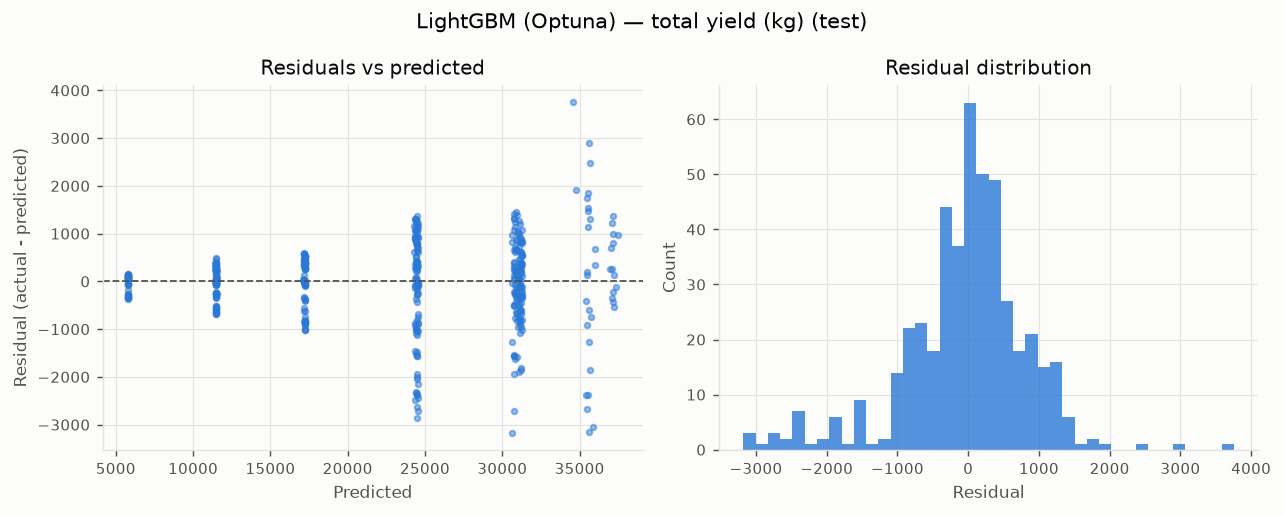 LightGBM (Optuna) — total yield (kg) (test)
Residuals vs predicted
Residual (actual - predicted)
4000
3000
2000
1000
0
−1000
−2000
−3000
5000 10000 15000 20000 25000 30000 35000
Predicted
Residual distribution
Count
60
50
40
30
20
10
0
−3000 −2000 −1000 0 1000 2000 3000 4000
Residual